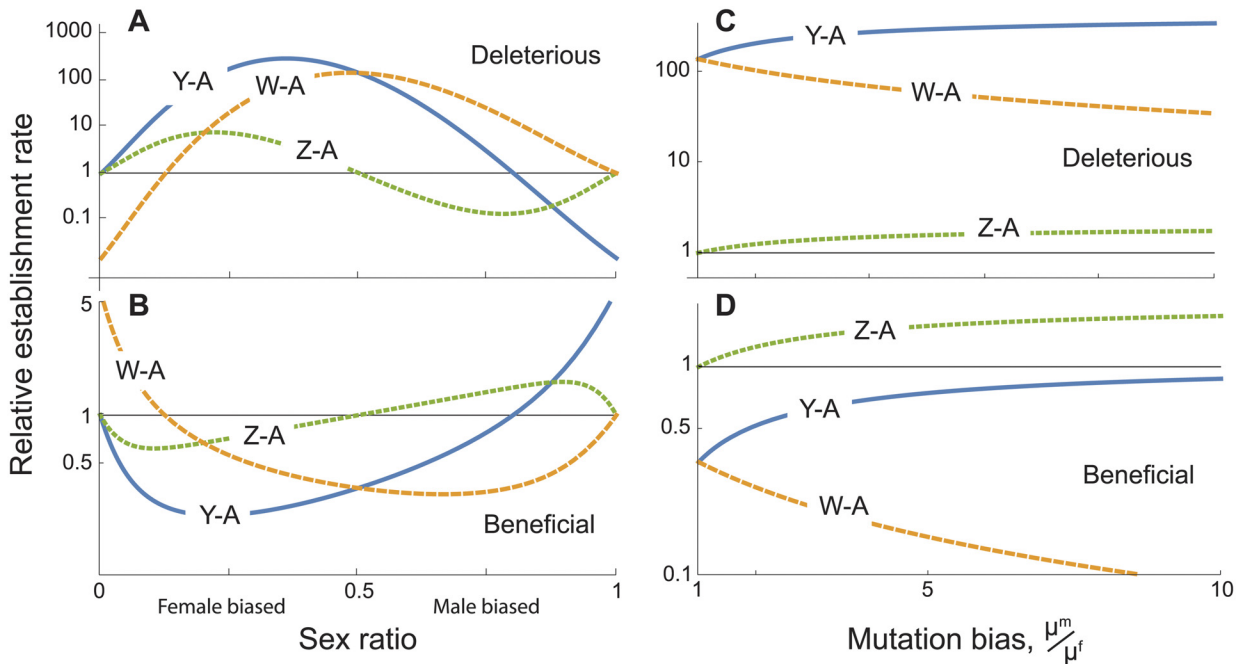 A
1000
100
10
1
0.1
Deleterious
Y-A
W-A
Z-A
B
5
1
0.5
W-A
Z-A
Y-A
Beneficial
0
0.5
1
Female biased
Male biased
Sex ratio
Relative establishment rate
C
100
10
1
Y-A
W-A
Deleterious
Z-A
D
1
0.5
0.1
Z-A
Y-A
Beneficial
W-A
1
5
10
Mutation bias, μᵐ/μᶠ